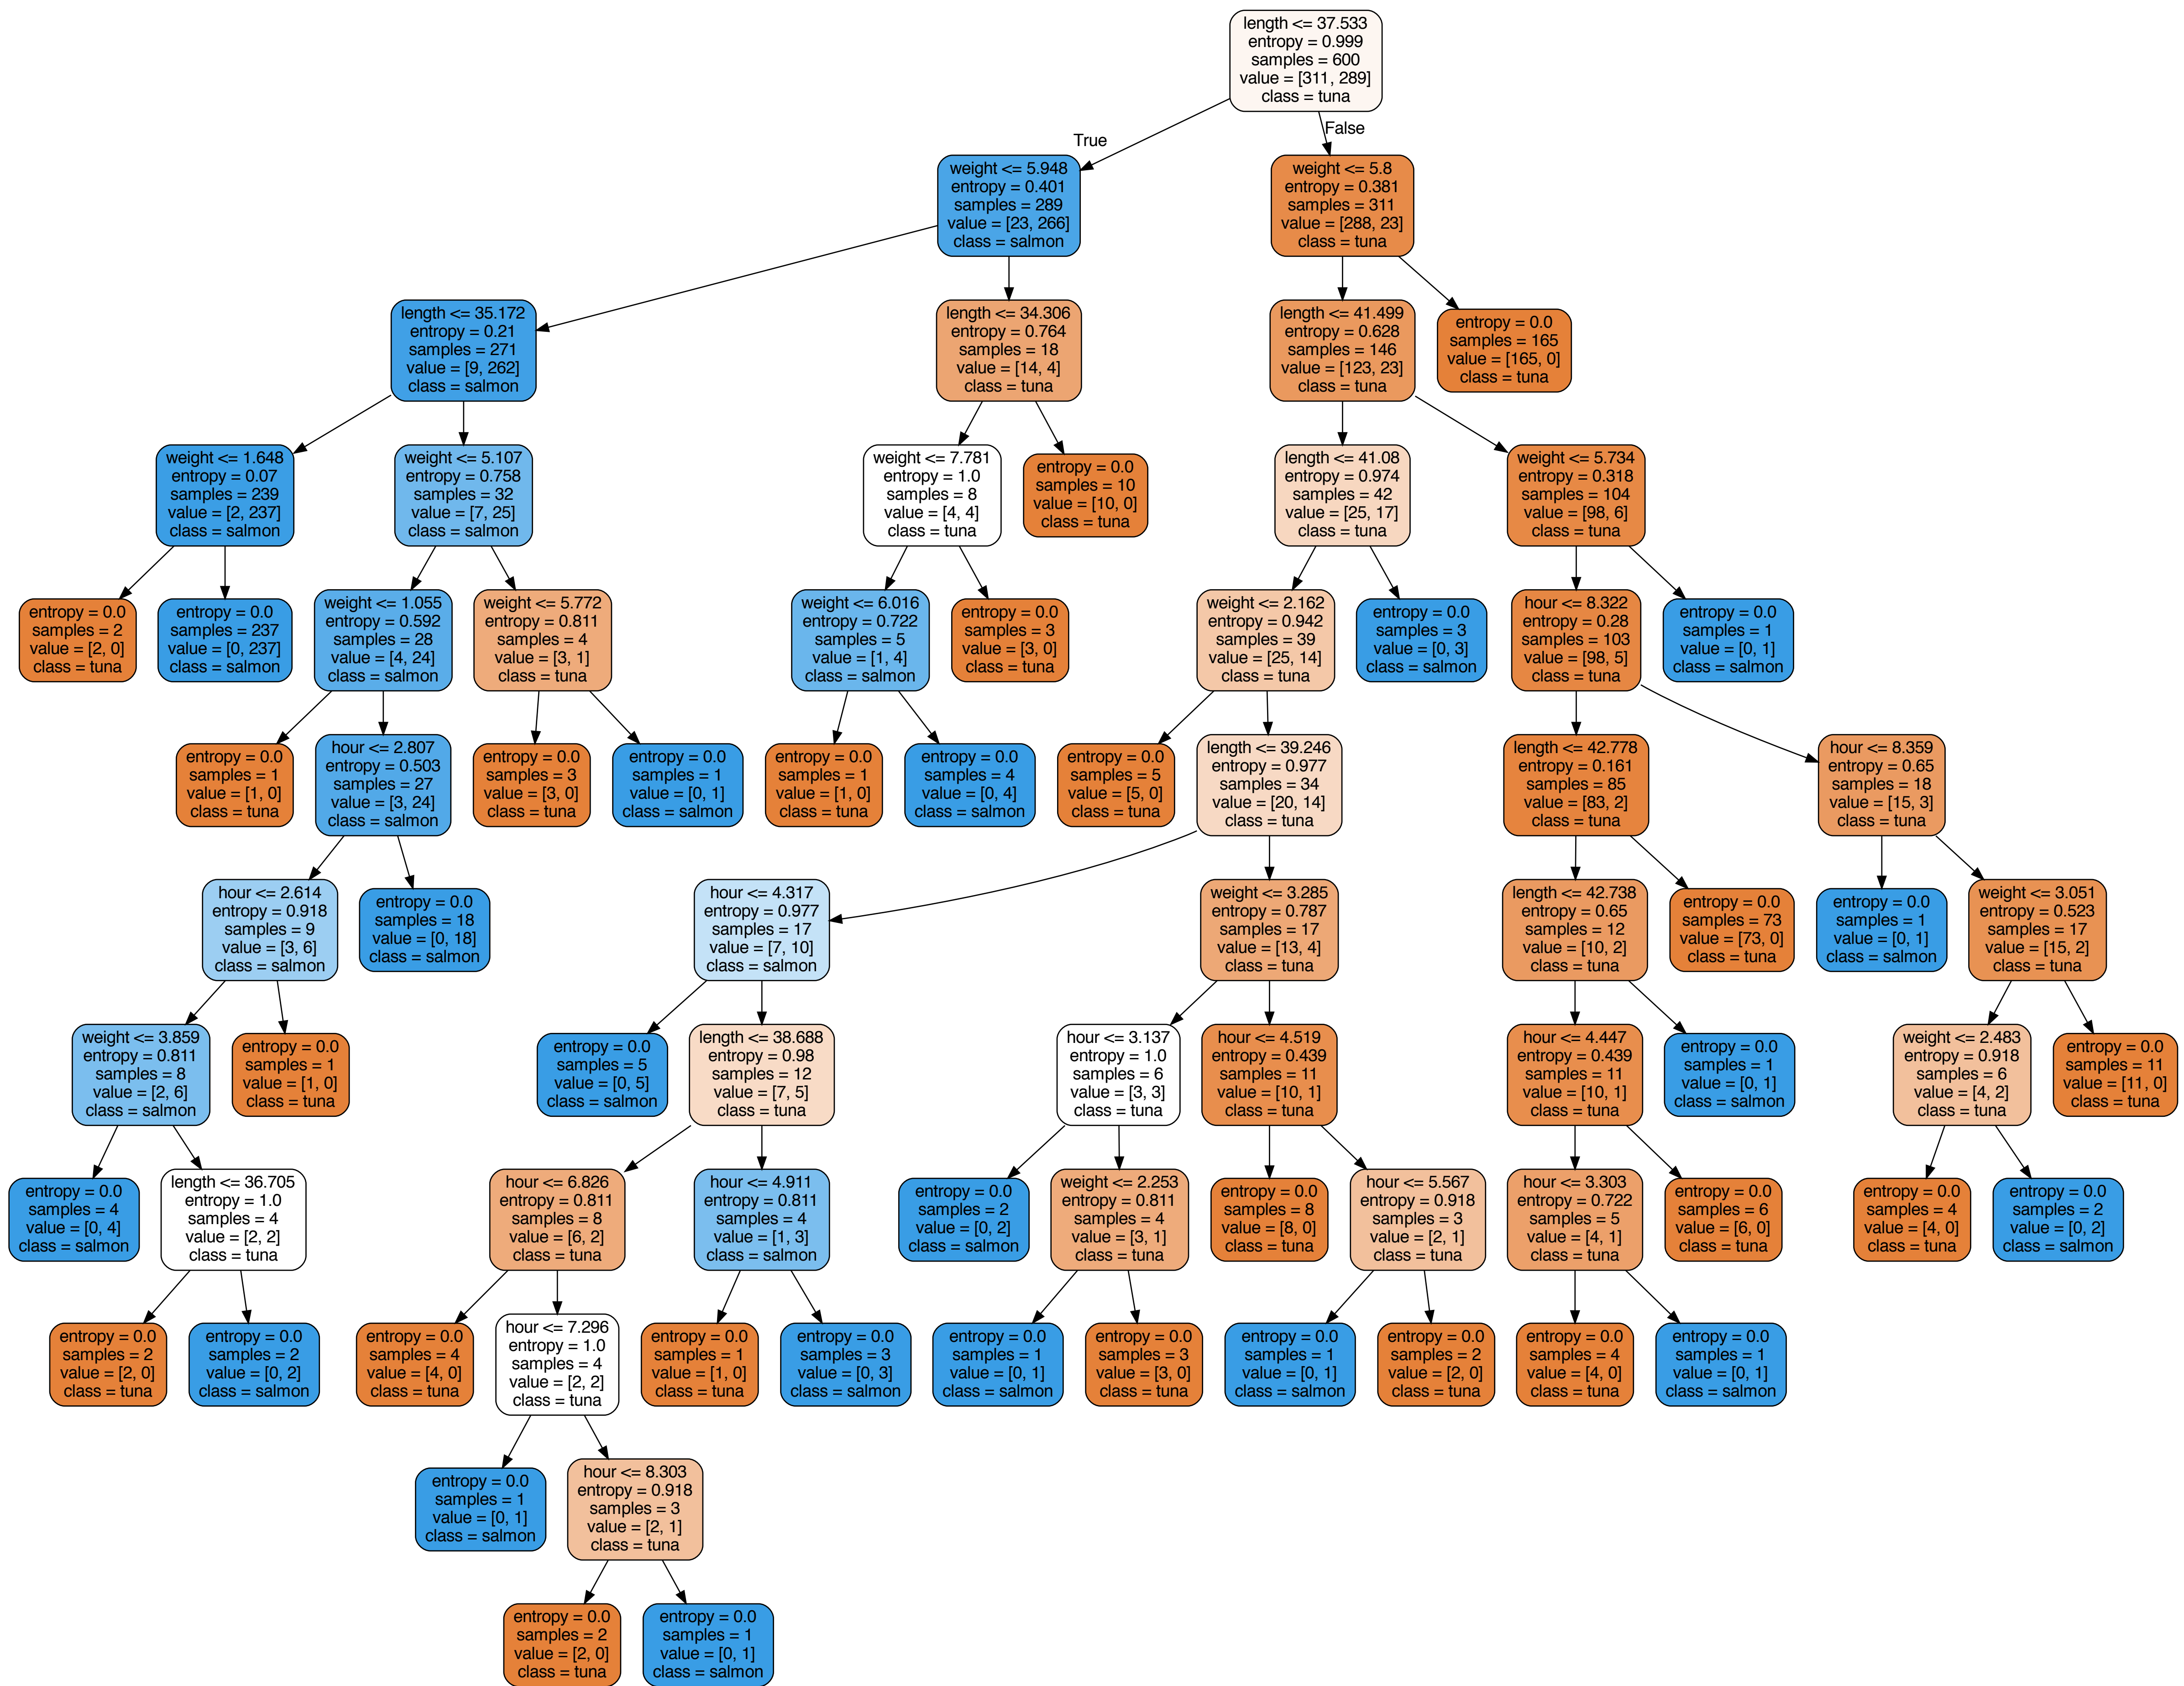 length <= 37.533
entropy = 0.999
samples = 600
value = [311, 289]
class = tuna
True
False
weight <= 5.948
entropy = 0.401
samples = 289
value = [23, 266]
class = salmon
weight <= 5.8
entropy = 0.381
samples = 311
value = [288, 23]
class = tuna
length <= 35.172
entropy = 0.21
samples = 271
value = [9, 262]
class = salmon
length <= 34.306
entropy = 0.764
samples = 18
value = [14, 4]
class = tuna
length <= 41.499
entropy = 0.628
samples = 146
value = [123, 23]
class = tuna
entropy = 0.0
samples = 165
value = [165, 0]
class = tuna
weight <= 1.648
entropy = 0.07
samples = 239
value = [2, 237]
class = salmon
weight <= 5.107
entropy = 0.758
samples = 32
value = [7, 25]
class = salmon
weight <= 7.781
entropy = 1.0
samples = 8
value = [4, 4]
class = tuna
entropy = 0.0
samples = 10
value = [10, 0]
class = tuna
length <= 41.08
entropy = 0.974
samples = 42
value = [25, 17]
class = tuna
weight <= 5.734
entropy = 0.318
samples = 104
value = [98, 6]
class = tuna
entropy = 0.0
samples = 2
value = [2, 0]
class = tuna
entropy = 0.0
samples = 237
value = [0, 237]
class = salmon
weight <= 1.055
entropy = 0.592
samples = 28
value = [4, 24]
class = salmon
weight <= 5.772
entropy = 0.811
samples = 4
value = [3, 1]
class = tuna
weight <= 6.016
entropy = 0.722
samples = 5
value = [1, 4]
class = salmon
entropy = 0.0
samples = 3
value = [3, 0]
class = tuna
weight <= 2.162
entropy = 0.942
samples = 39
value = [25, 14]
class = tuna
entropy = 0.0
samples = 3
value = [0, 3]
class = salmon
hour <= 8.322
entropy = 0.28
samples = 103
value = [98, 5]
class = tuna
entropy = 0.0
samples = 1
value = [0, 1]
class = salmon
entropy = 0.0
samples = 1
value = [1, 0]
class = tuna
hour <= 2.807
entropy = 0.503
samples = 27
value = [3, 24]
class = salmon
entropy = 0.0
samples = 3
value = [3, 0]
class = tuna
entropy = 0.0
samples = 1
value = [0, 1]
class = salmon
entropy = 0.0
samples = 1
value = [1, 0]
class = tuna
entropy = 0.0
samples = 4
value = [0, 4]
class = salmon
entropy = 0.0
samples = 5
value = [5, 0]
class = tuna
length <= 39.246
entropy = 0.977
samples = 34
value = [20, 14]
class = tuna
length <= 42.778
entropy = 0.161
samples = 85
value = [83, 2]
class = tuna
hour <= 8.359
entropy = 0.65
samples = 18
value = [15, 3]
class = tuna
hour <= 2.614
entropy = 0.918
samples = 9
value = [3, 6]
class = salmon
entropy = 0.0
samples = 18
value = [0, 18]
class = salmon
hour <= 4.317
entropy = 0.977
samples = 17
value = [7, 10]
class = salmon
weight <= 3.285
entropy = 0.787
samples = 17
value = [13, 4]
class = tuna
length <= 42.738
entropy = 0.65
samples = 12
value = [10, 2]
class = tuna
entropy = 0.0
samples = 73
value = [73, 0]
class = tuna
entropy = 0.0
samples = 1
value = [0, 1]
class = salmon
weight <= 3.051
entropy = 0.523
samples = 17
value = [15, 2]
class = tuna
weight <= 3.859
entropy = 0.811
samples = 8
value = [2, 6]
class = salmon
entropy = 0.0
samples = 1
value = [1, 0]
class = tuna
entropy = 0.0
samples = 5
value = [0, 5]
class = salmon
length <= 38.688
entropy = 0.98
samples = 12
value = [7, 5]
class = tuna
hour <= 3.137
entropy = 1.0
samples = 6
value = [3, 3]
class = tuna
hour <= 4.519
entropy = 0.439
samples = 11
value = [10, 1]
class = tuna
hour <= 4.447
entropy = 0.439
samples = 11
value = [10, 1]
class = tuna
entropy = 0.0
samples = 1
value = [0, 1]
class = salmon
weight <= 2.483
entropy = 0.918
samples = 6
value = [4, 2]
class = tuna
entropy = 0.0
samples = 11
value = [11, 0]
class = tuna
entropy = 0.0
samples = 4
value = [0, 4]
class = salmon
length <= 36.705
entropy = 1.0
samples = 4
value = [2, 2]
class = tuna
hour <= 6.826
entropy = 0.811
samples = 8
value = [6, 2]
class = tuna
hour <= 4.911
entropy = 0.811
samples = 4
value = [1, 3]
class = salmon
entropy = 0.0
samples = 2
value = [0, 2]
class = salmon
weight <= 2.253
entropy = 0.811
samples = 4
value = [3, 1]
class = tuna
entropy = 0.0
samples = 8
value = [8, 0]
class = tuna
hour <= 5.567
entropy = 0.918
samples = 3
value = [2, 1]
class = tuna
hour <= 3.303
entropy = 0.722
samples = 5
value = [4, 1]
class = tuna
entropy = 0.0
samples = 6
value = [6, 0]
class = tuna
entropy = 0.0
samples = 4
value = [4, 0]
class = tuna
entropy = 0.0
samples = 2
value = [0, 2]
class = salmon
entropy = 0.0
samples = 2
value = [2, 0]
class = tuna
entropy = 0.0
samples = 2
value = [0, 2]
class = salmon
entropy = 0.0
samples = 4
value = [4, 0]
class = tuna
hour <= 7.296
entropy = 1.0
samples = 4
value = [2, 2]
class = tuna
entropy = 0.0
samples = 1
value = [1, 0]
class = tuna
entropy = 0.0
samples = 3
value = [0, 3]
class = salmon
entropy = 0.0
samples = 1
value = [0, 1]
class = salmon
entropy = 0.0
samples = 3
value = [3, 0]
class = tuna
entropy = 0.0
samples = 1
value = [0, 1]
class = salmon
entropy = 0.0
samples = 2
value = [2, 0]
class = tuna
entropy = 0.0
samples = 4
value = [4, 0]
class = tuna
entropy = 0.0
samples = 1
value = [0, 1]
class = salmon
entropy = 0.0
samples = 1
value = [0, 1]
class = salmon
hour <= 8.303
entropy = 0.918
samples = 3
value = [2, 1]
class = tuna
entropy = 0.0
samples = 2
value = [2, 0]
class = tuna
entropy = 0.0
samples = 1
value = [0, 1]
class = salmon